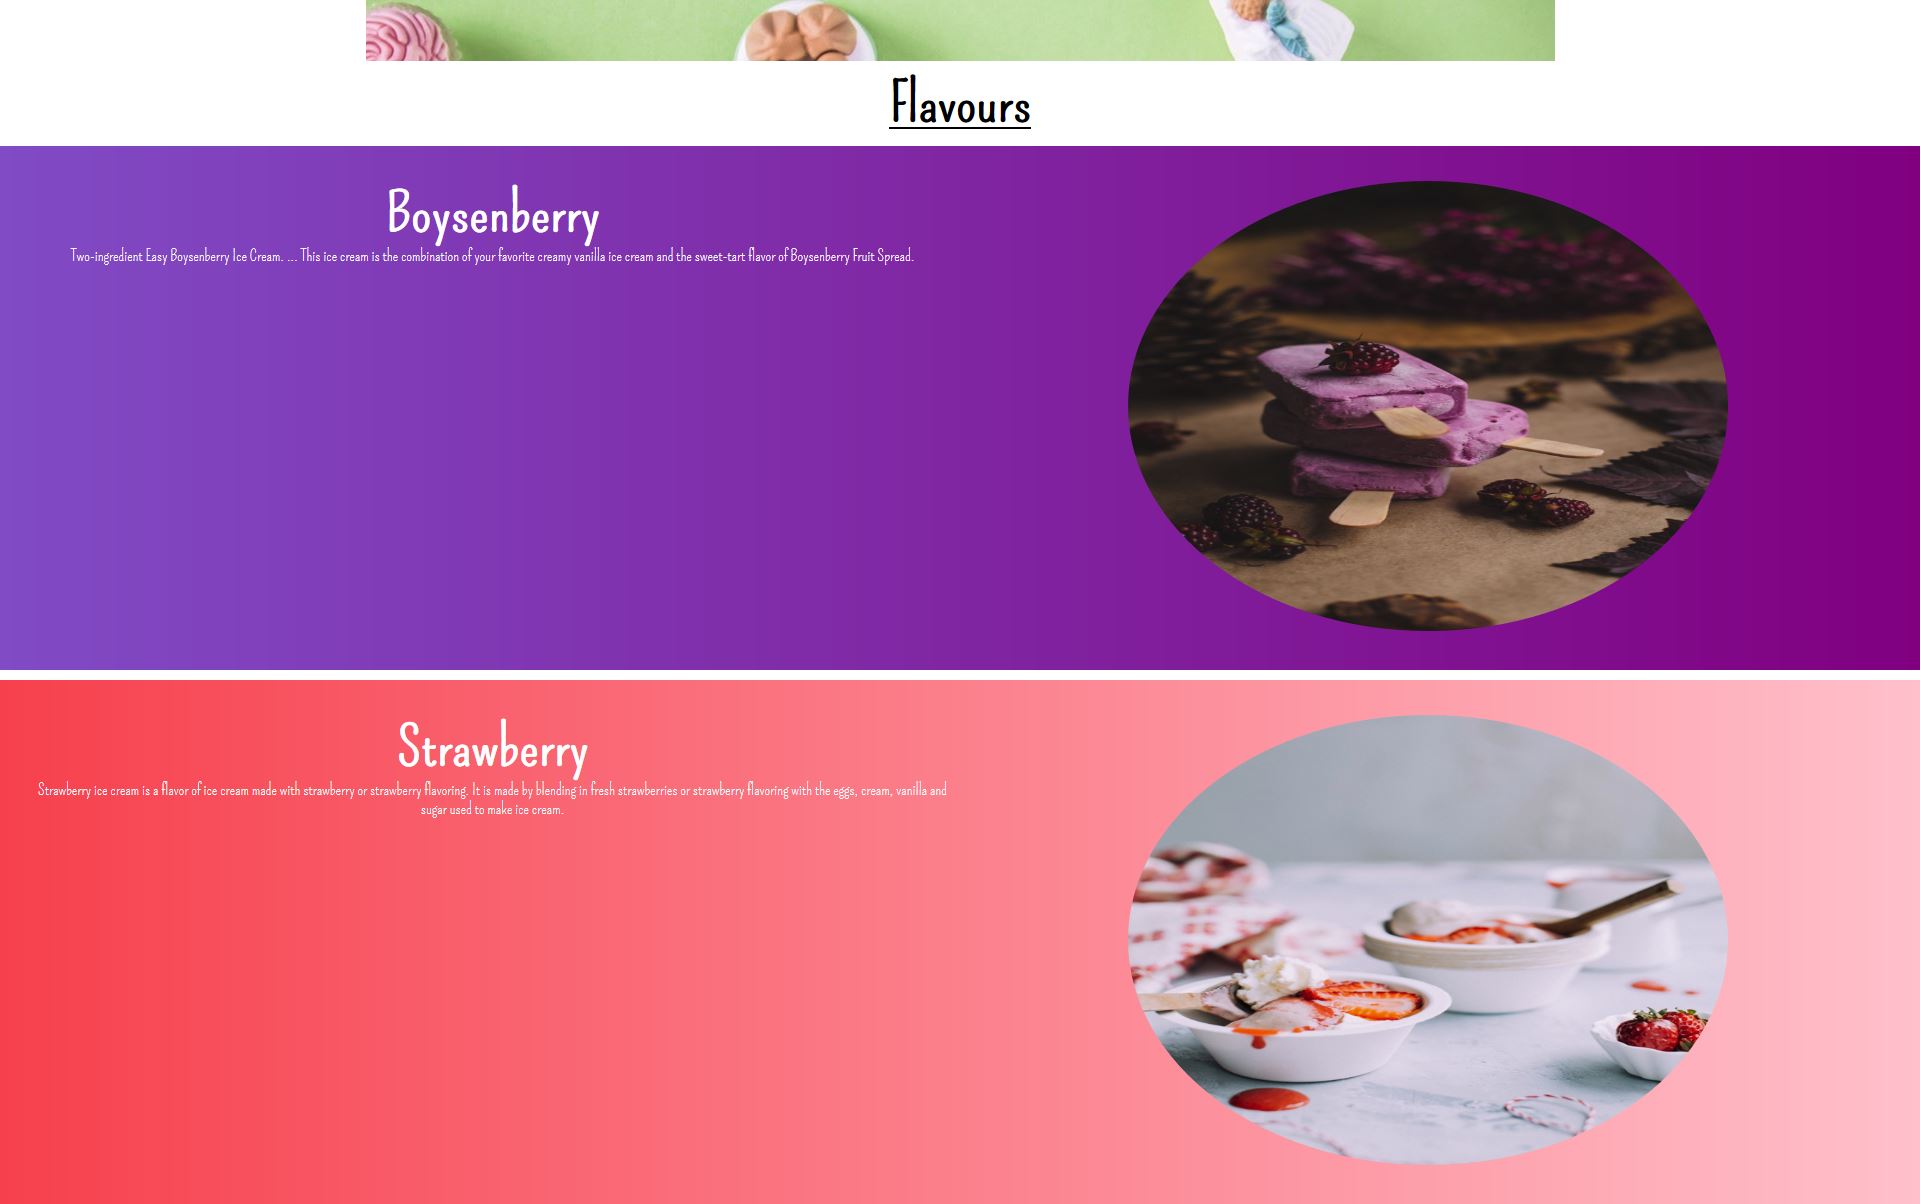 Flavours
Boysenberry
Two-ingredient Easy Boysenberry Ice Cream. ... This ice cream is the combination of your favorite creamy vanilla ice cream and the sweet-tart flavor of Boysenberry Fruit Spread.
Strawberry
Strawberry ice cream is a flavor of ice cream made with strawberry or strawberry flavoring. It is made by blending in fresh strawberries or strawberry flavoring with the eggs, cream, vanilla and
sugar used to make ice cream.